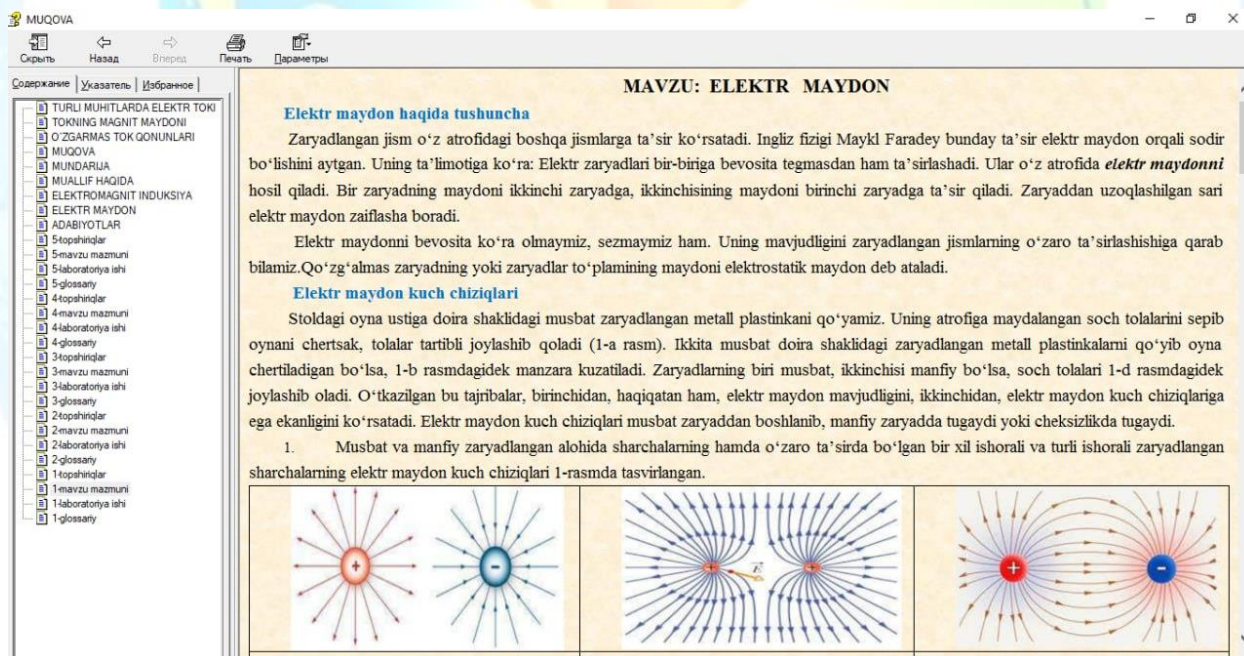 MUQOVA
Скрыть Назад Вперед Печать Параметры
Содержание Указатель Избранное
TURLI MUHITLARDA ELEKTR TOKI
TOKNING MAGNIT MAYDONI
O'ZGARMAS TOK QONUNLARI
MUQOVA
MUNDARIJA
MUALLIF HAQIDA
ELEKTROMAGNIT INDUKSIYA
ELEKTR MAYDON
ADABIYOTLAR
5-topshiriqlar
5-mavzu mazmuni
5-laboratoriya ishi
5-glossariy
4-topshiriqlar
4-mavzu mazmuni
4-laboratoriya ishi
4-glossariy
3-topshiriqlar
3-mavzu mazmuni
3-laboratoriya ishi
3-glossariy
2-topshiriqlar
2-mavzu mazmuni
2-laboratoriya ishi
2-glossariy
1-topshiriqlar
1-mavzu mazmuni
1-laboratoriya ishi
1-glossariy
MAVZU: ELEKTR MAYDON
Elektr maydon haqida tushuncha
Zaryadlangan jism o‘z atrofidagi boshqa jismlarga ta’sir ko‘rsatadi. Ingliz fizigi Maykl Faradey bunday ta’sir elektr maydon orqali sodir
bo‘lishini aytgan. Uning ta’limotiga ko‘ra: Elektr zaryadlari bir-biriga bevosita tegmasdan ham ta’sirlashadi. Ular o‘z atrofida elektr maydonni
hosil qiladi. Bir zaryadning maydoni ikkinchi zaryadga, ikkinchisining maydoni birinchi zaryadga ta’sir qiladi. Zaryaddan uzoqlashilgan sari
elektr maydon zaiflasha boradi.
Elektr maydonni bevosita ko‘ra olmaymiz, sezmaymiz ham. Uning mavjudligini zaryadlangan jismlarning o‘zaro ta’sirlashishiga qarab
bilamiz.Qo‘zg‘almas zaryadning yoki zaryadlar to‘plamining maydoni elektrostatik maydon deb ataladi.
Elektr maydon kuch chiziqlari
Stoldagi oyna ustiga doira shaklidagi musbat zaryadlangan metall plastinkani qo‘yamiz. Uning atrofiga maydalangan soch tolalarini sepib
oynani chertsak, tolalar tartibli joylashib qoladi (1-a rasm). Ikkita musbat doira shaklidagi zaryadlangan metall plastinkalarni qo‘yib oyna
chertiladigan bo‘lsa, 1-b rasmdagidek manzara kuzatiladi. Zaryadlarning biri musbat, ikkinchisi manfiy bo‘lsa, soch tolalari 1-d rasmdagidek
joylashib oladi. O‘tkazilgan bu tajribalar, birinchidan, haqiqatan ham, elektr maydon mavjudligini, ikkinchidan, elektr maydon kuch chiziqlariga
ega ekanligini ko‘rsatadi. Elektr maydon kuch chiziqlari musbat zaryaddan boshlanib, manfiy zaryadda tugaydi yoki cheksizlikda tugaydi.
1. Musbat va manfiy zaryadlangan alohida sharchalarning hamda o‘zaro ta’sirda bo‘lgan bir xil ishorali va turli ishorali zaryadlangan
sharchalarning elektr maydon kuch chiziqlari 1-rasmda tasvirlangan.
+ - + + + -